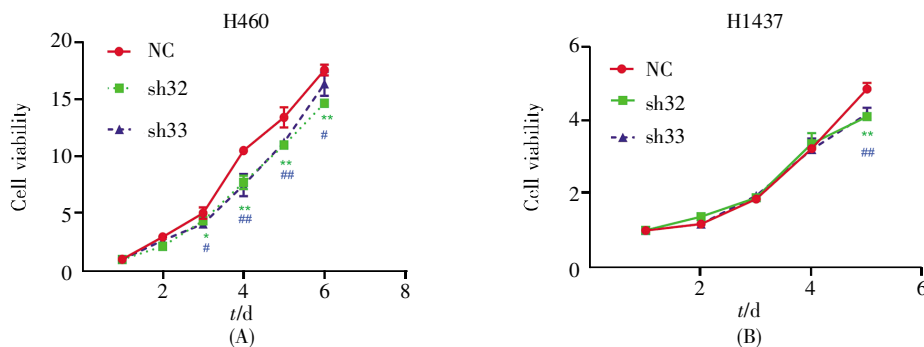 H460
20
15
10
5
0
Cell viability
NC
sh32
sh33
*
#
**
##
**
##
**
#
2
4
6
8
t/d
(A)
H1437
6
4
2
0
Cell viability
NC
sh32
sh33
**
##
2
4
6
t/d
(B)